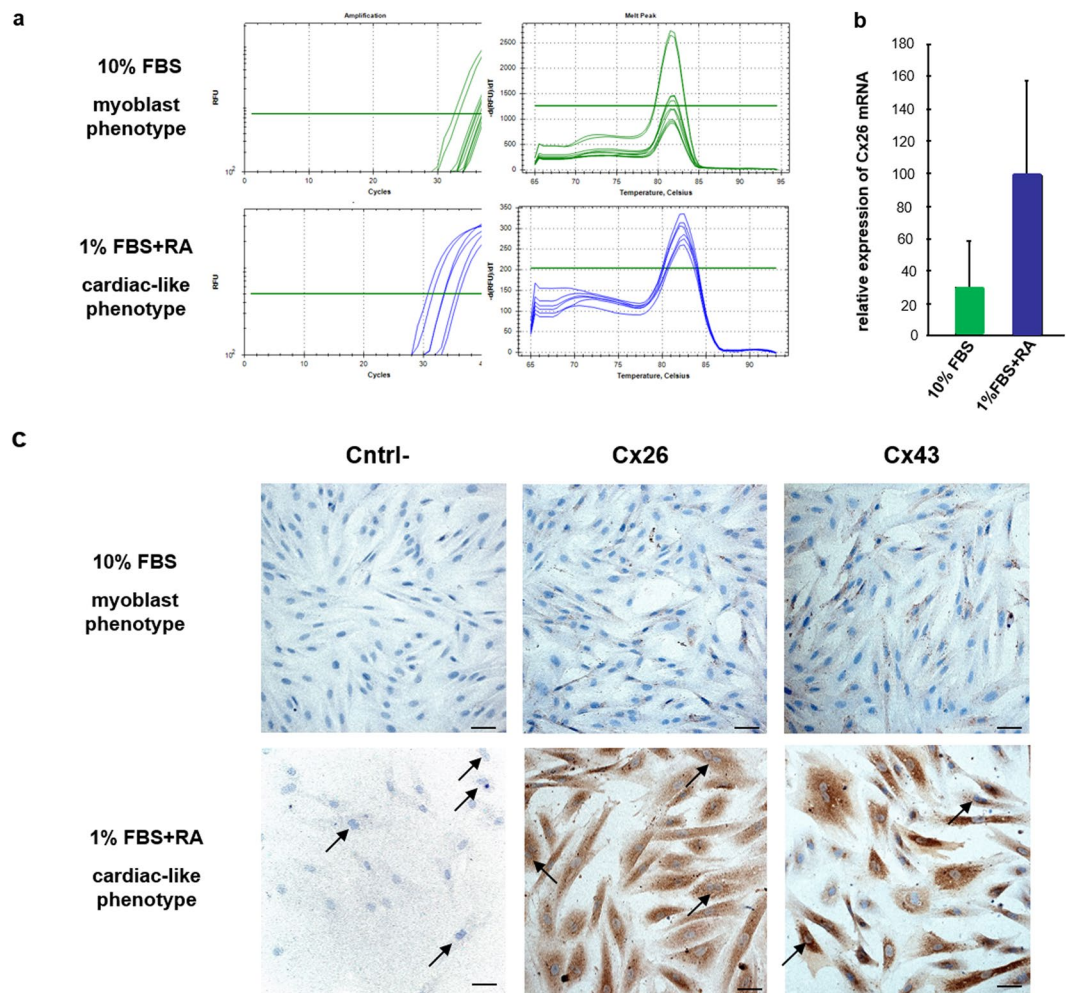 a
10% FBS
myoblast
phenotype
Amplification
RFU
10²
0
10
20
30
Cycles
Melt Peak
-d(RFU)/dT
2500
2000
1500
1000
500
0
65
70
75
80
85
90
95
Temperature, Celsius
1% FBS+RA
cardiac-like
phenotype
RFU
10²
0
10
20
30
4
Cycles
-d(RFU)/dT
350
300
250
200
150
100
50
0
65
70
75
80
85
90
95
Temperature, Celsius
b
relative expression of Cx26 mRNA
180
160
140
120
100
80
60
40
20
0
10% FBS
1%FBS+RA
c
Cntrl-
Cx26
Cx43
10% FBS
myoblast
phenotype
1% FBS+RA
cardiac-like
phenotype